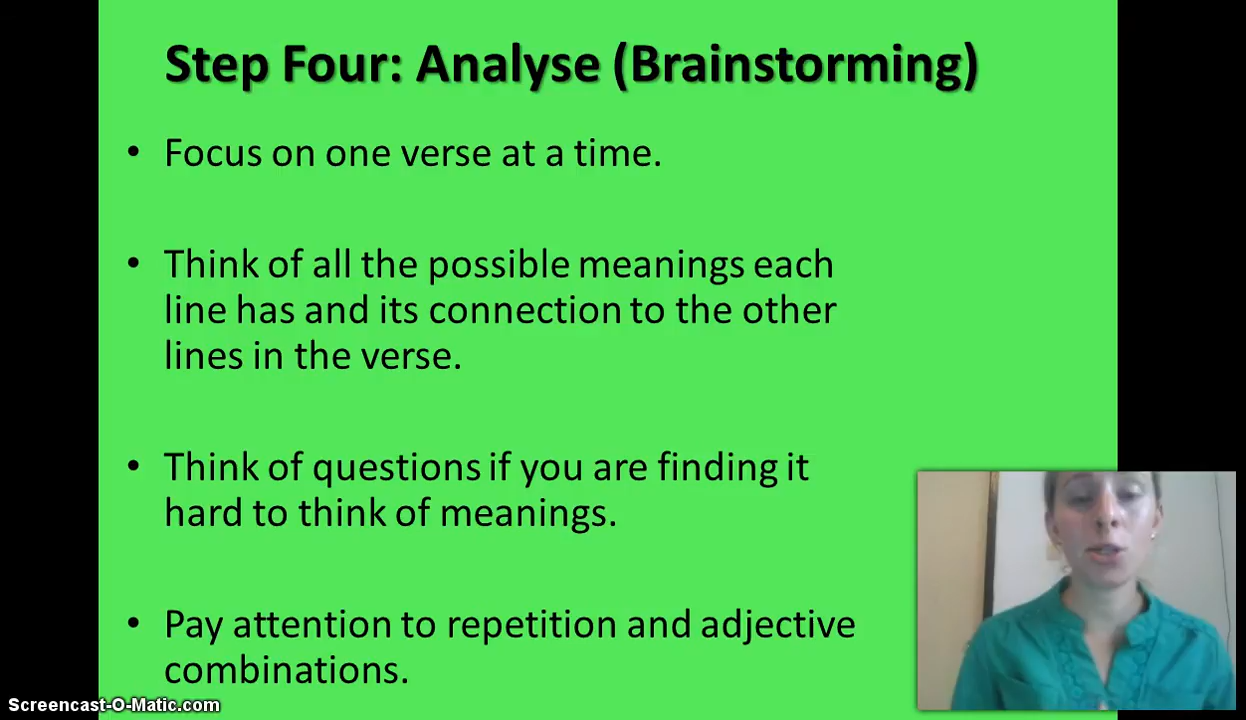 Step Four: Analyse (Brainstorming)
• Focus on one verse at a time.
• Think of all the possible meanings each
line has and its connection to the other
lines in the verse.
• Think of questions if you are finding it
hard to think of meanings.
• Pay attention to repetition and adjective
combinations.
Screencast-O-Matic.com